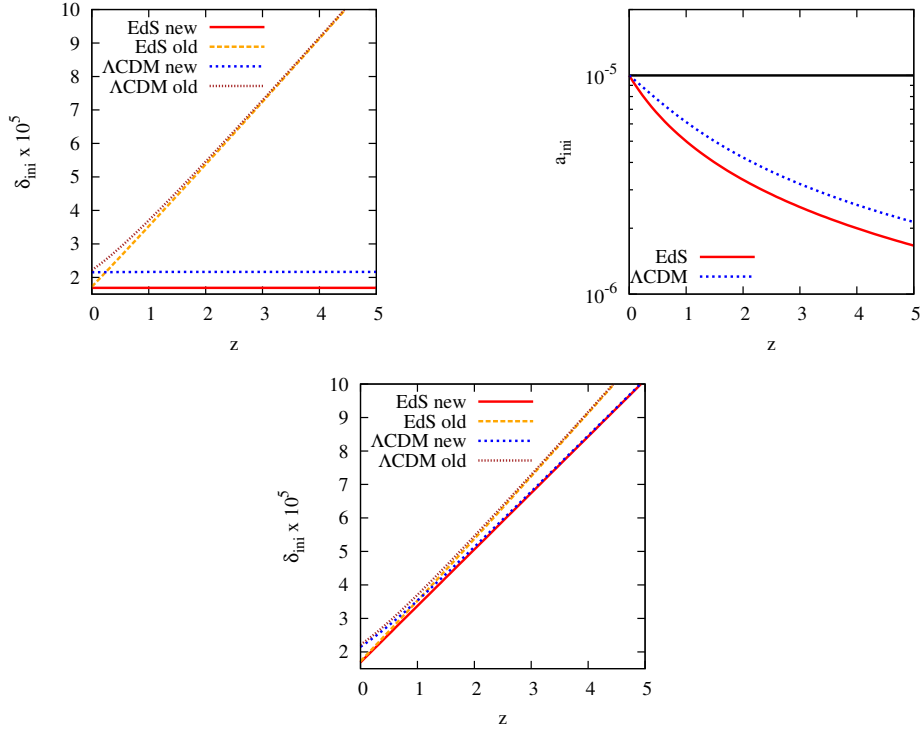 10
9
8
7
6
5
4
3
2
δini x 10^5
EdS new
EdS old
ΛCDM new
ΛCDM old
0 1 2 3 4 5
z
10^-5
10^-6
aini
EdS
ΛCDM
0 1 2 3 4 5
z
10
9
8
7
6
5
4
3
2
δini x 10^5
EdS new
EdS old
ΛCDM new
ΛCDM old
0 1 2 3 4 5
z